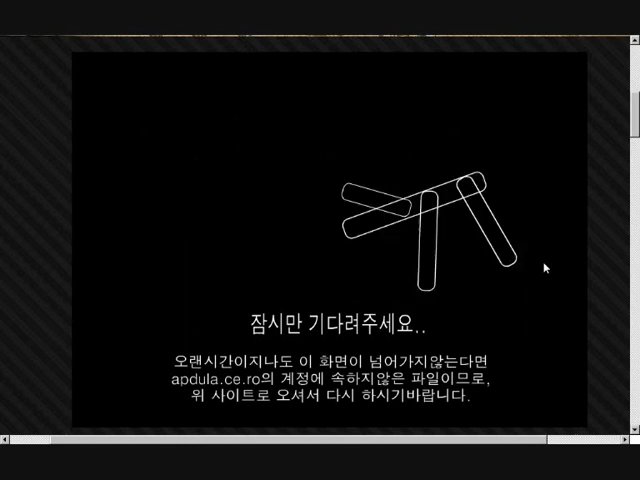 잠시만 기다려주세요..
오랜시간이지나도 이 화면이 넘어가지않는다면
apdula.ce.ro의 계정에 속하지않은 파일이므로,
위 사이트로 오셔서 다시 하시기바랍니다.